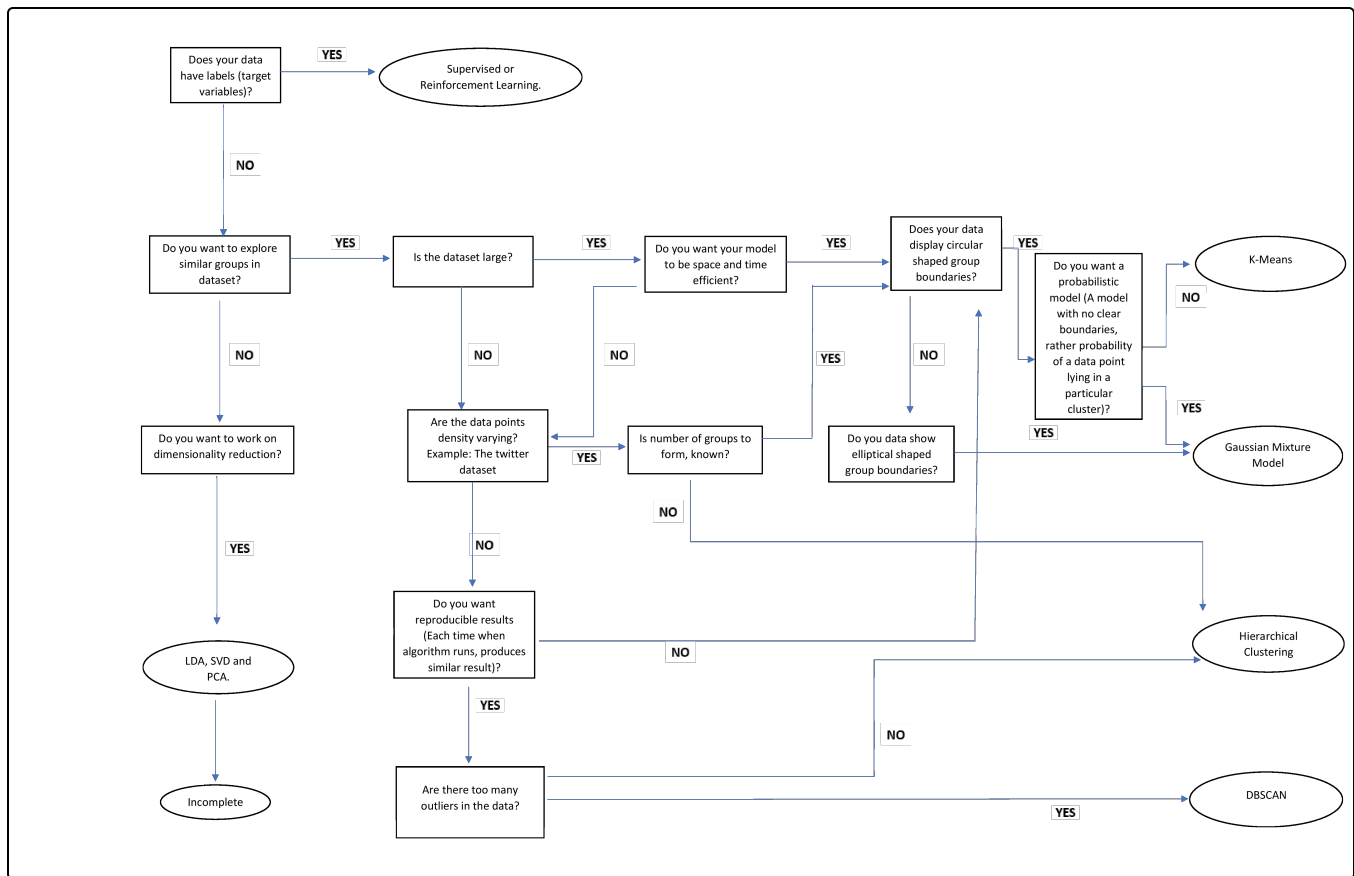 Does your data
have labels (target
variables)?
YES
Supervised or
Reinforcement Learning.
NO
Do you want to explore
similar groups in
dataset?
YES
Is the dataset large?
YES
Do you want your model
to be space and time
efficient?
YES
Does your data
display circular
shaped group
boundaries?
YES
Do you want a
probabilistic
model (A model
with no clear
boundaries,
rather probability
of a data point
lying in a
particular
cluster)?
K-Means
NO
NO
NO
NO
YES
NO
YES
Do you want to work on
dimensionality reduction?
Are the data points
density varying?
Example: The twitter
dataset
YES
Is number of groups to
form, known?
Do you data show
elliptical shaped
group boundaries?
YES
Gaussian Mixture
Model
NO
YES
NO
Do you want
reproducible results
(Each time when
algorithm runs, produces
similar result)?
NO
Hierarchical
Clustering
LDA, SVD and
PCA.
YES
NO
Incomplete
Are there too many
outliers in the data?
YES
DBSCAN